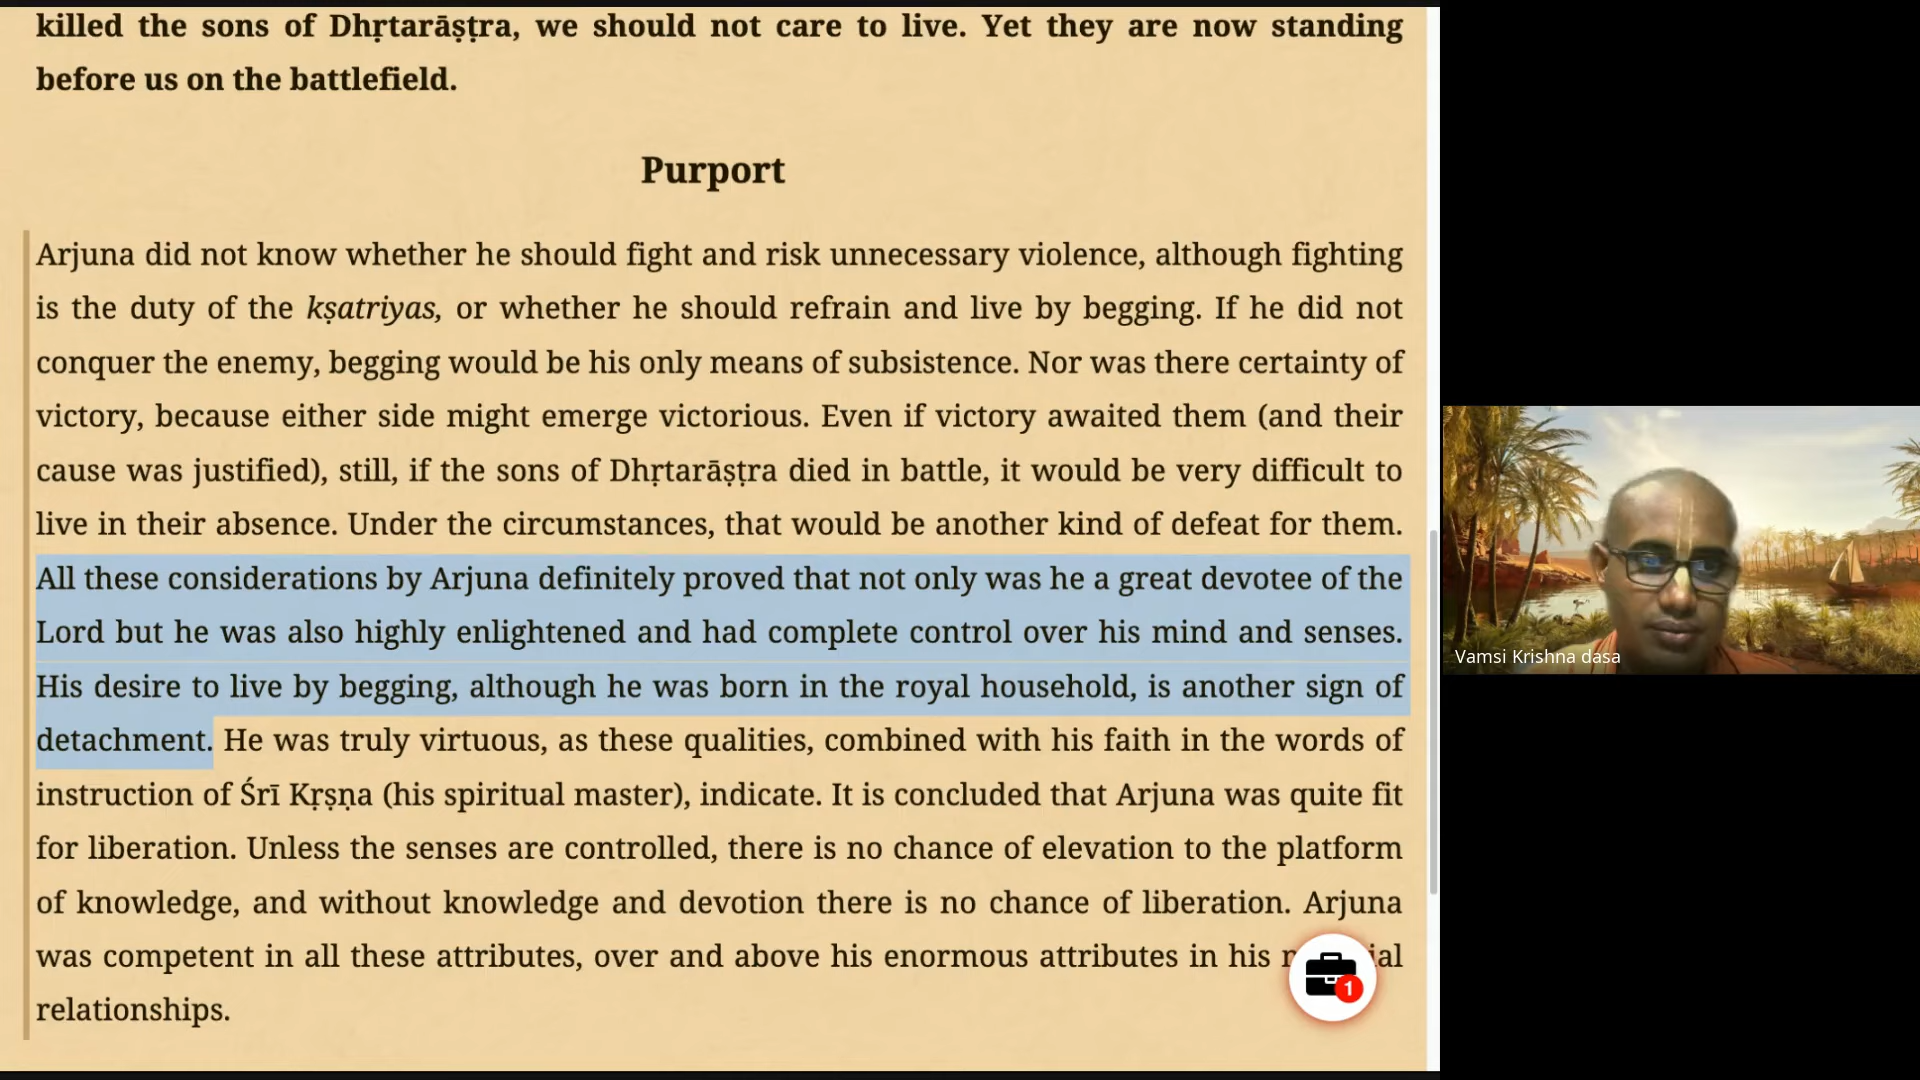 killed the sons of Dhṛtarāṣṭra, we should not care to live. Yet they are now standing
before us on the battlefield.
Purport
Arjuna did not know whether he should fight and risk unnecessary violence, although fighting
is the duty of the kṣatriyas, or whether he should refrain and live by begging. If he did not
conquer the enemy, begging would be his only means of subsistence. Nor was there certainty of
victory, because either side might emerge victorious. Even if victory awaited them (and their
cause was justified), still, if the sons of Dhṛtarāṣṭra died in battle, it would be very difficult to
live in their absence. Under the circumstances, that would be another kind of defeat for them.
All these considerations by Arjuna definitely proved that not only was he a great devotee of the
Lord but he was also highly enlightened and had complete control over his mind and senses.
His desire to live by begging, although he was born in the royal household, is another sign of
detachment. He was truly virtuous, as these qualities, combined with his faith in the words of
instruction of Śrī Kṛṣṇa (his spiritual master), indicate. It is concluded that Arjuna was quite fit
for liberation. Unless the senses are controlled, there is no chance of elevation to the platform
of knowledge, and without knowledge and devotion there is no chance of liberation. Arjuna
was competent in all these attributes, over and above his enormous attributes in his
relationships.
1
Vamsi Krishna dasa